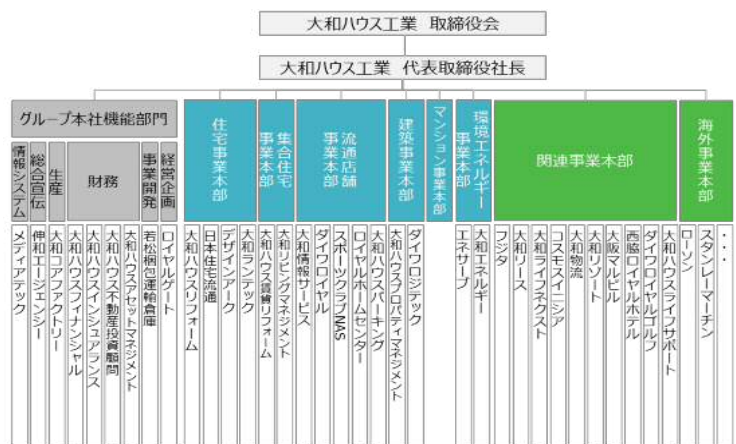 大和ハウス工業 取締役会
大和ハウス工業 代表取締役社長
グループ本社機能部門
情報システム
総合宣伝
生産
財務
事業開発
経営企画
住宅事業本部
集合住宅
事業本部
流通店舗
事業本部
建築事業本部
マンション事業本部
環境エネルギー
事業本部
関連事業本部
海外事業本部
メディアテック
伸和エージェンシー
大和コアファクトリー
大和ハウスフィナンシャル
大和ハウスインシュアランス
大和ハウス不動産投資顧問
大和ハウスアセットマネジメント
若松梱包運輸倉庫
ロイヤルゲート
大和ハウスリフォーム
日本住宅流通
デザインアーク
大和ランテック
大和ハウス賃貸リフォーム
大和リビングマネジメント
大和情報サービス
ダイワロイヤル
スポーツクラブNAS
ロイヤルホームセンター
大和ハウスパーキング
大和ハウスプロパティマネジメント
ダイワロジテック
エネサーブ
大和エネルギー
フジタ
大和リース
大和ライフネクスト
コスモスイニシア
大和物流
大和リゾート
大阪マルビル
西脇ロイヤルホテル
ダイワロイヤルゴルフ
大和ハウスライフサポート
ローソン
スタンレーマーチン
・・・